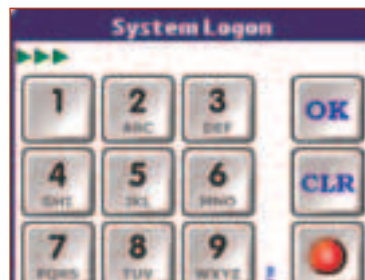 System Logon
1 2 3 OK
ABC DEF
4 5 6 CLR
GHI JKL MNO
7 8 9
PQRS TUV WXYZ